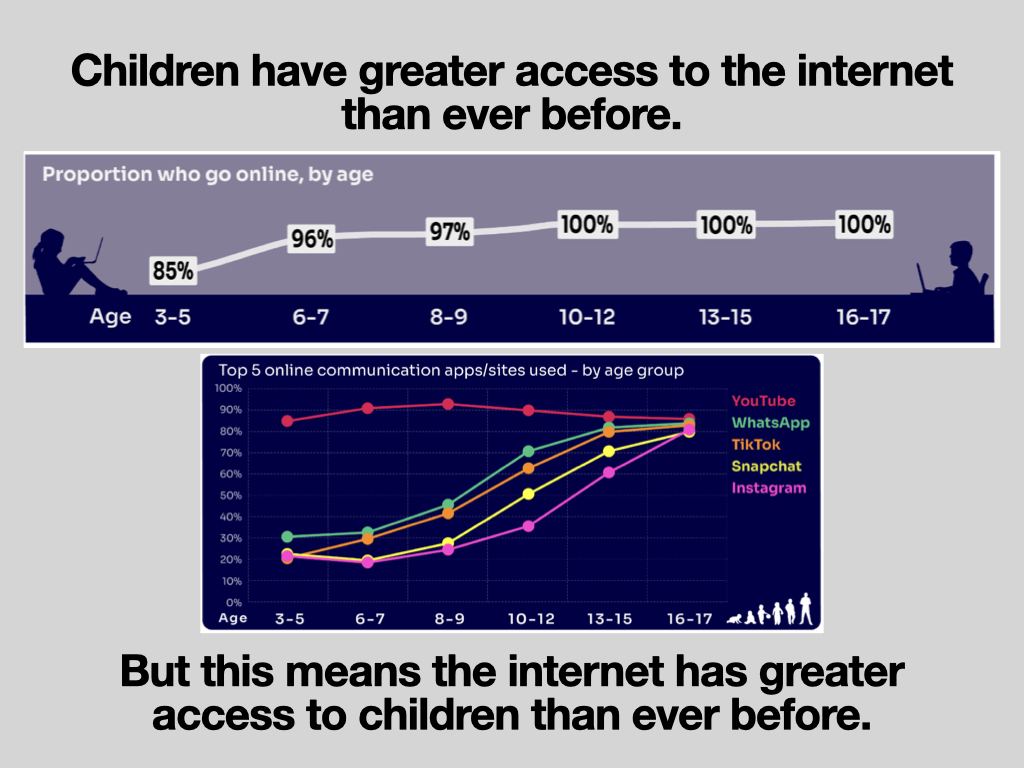 Children have greater access to the internet
than ever before.
Proportion who go online, by age
85% 96% 97% 100% 100% 100%
Age 3-5 6-7 8-9 10-12 13-15 16-17
Top 5 online communication apps/sites used - by age group
100%
90%
80%
70%
60%
50%
40%
30%
20%
10%
0%
YouTube
WhatsApp
TikTok
Snapchat
Instagram
Age 3-5 6-7 8-9 10-12 13-15 16-17
But this means the internet has greater
access to children than ever before.